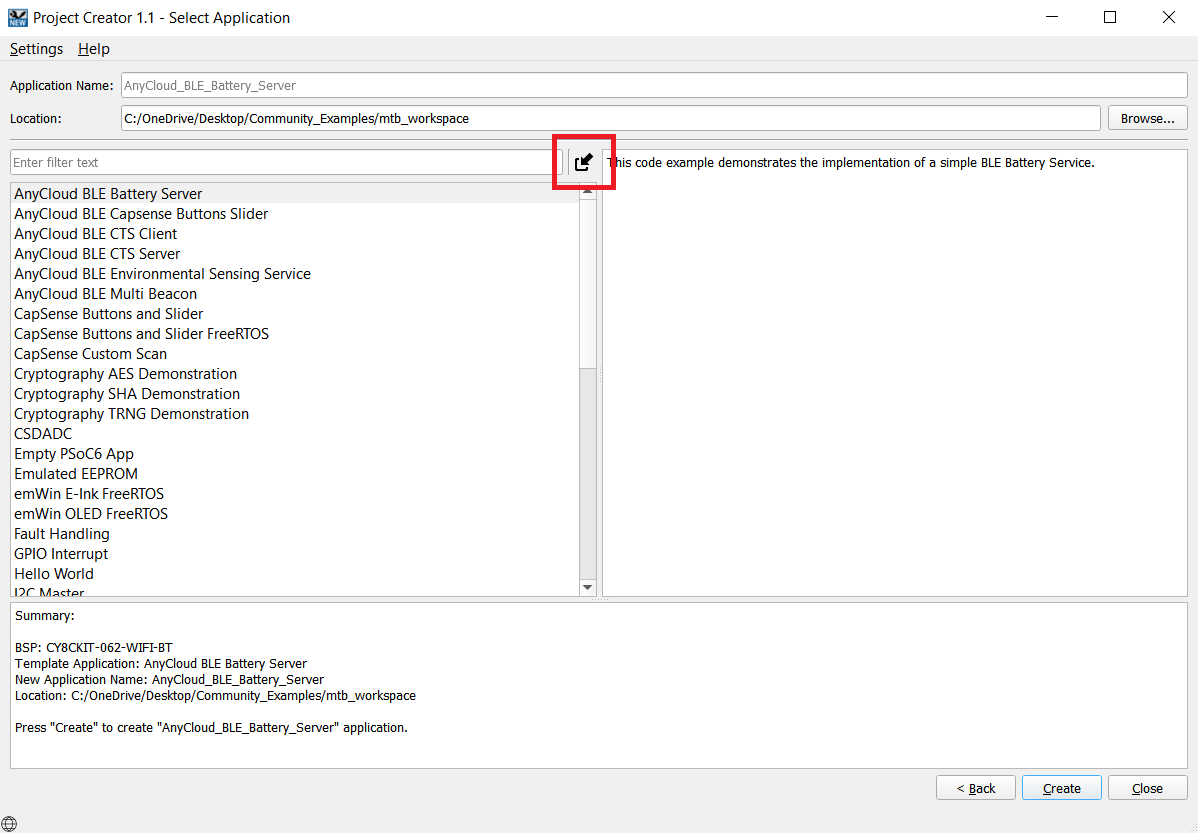 NEW
Project Creator 1.1 - Select Application
Settings Help
Application Name: AnyCloud_BLE_Battery_Server
Location: C:/OneDrive/Desktop/Community_Examples/mtb_workspace Browse...
Enter filter text
This code example demonstrates the implementation of a simple BLE Battery Service.
AnyCloud BLE Battery Server
AnyCloud BLE Capsense Buttons Slider
AnyCloud BLE CTS Client
AnyCloud BLE CTS Server
AnyCloud BLE Environmental Sensing Service
AnyCloud BLE Multi Beacon
CapSense Buttons and Slider
CapSense Buttons and Slider FreeRTOS
CapSense Custom Scan
Cryptography AES Demonstration
Cryptography SHA Demonstration
Cryptography TRNG Demonstration
CSDADC
Empty PSoC6 App
Emulated EEPROM
emWin E-Ink FreeRTOS
emWin OLED FreeRTOS
Fault Handling
GPIO Interrupt
Hello World
I2C Master
Summary:
BSP: CY8CKIT-062-WIFI-BT
Template Application: AnyCloud BLE Battery Server
New Application Name: AnyCloud_BLE_Battery_Server
Location: C:/OneDrive/Desktop/Community_Examples/mtb_workspace
Press "Create" to create "AnyCloud_BLE_Battery_Server" application.
< Back Create Close